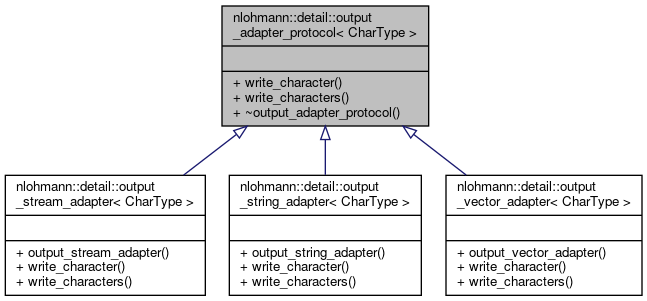 nlohmann::detail::output
_adapter_protocol< CharType >
+ write_character()
+ write_characters()
+ ~output_adapter_protocol()
nlohmann::detail::output
_stream_adapter< CharType >
+ output_stream_adapter()
+ write_character()
+ write_characters()
nlohmann::detail::output
_string_adapter< CharType >
+ output_string_adapter()
+ write_character()
+ write_characters()
nlohmann::detail::output
_vector_adapter< CharType >
+ output_vector_adapter()
+ write_character()
+ write_characters()